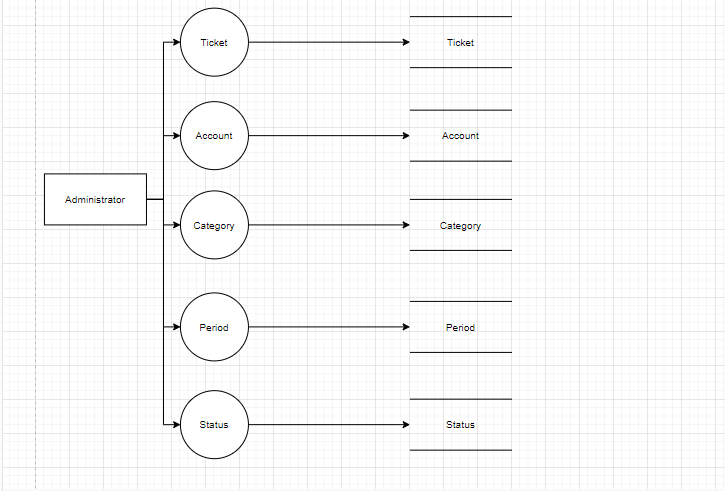 Ticket
Ticket
Account
Account
Administrator
Category
Category
Period
Period
Status
Status